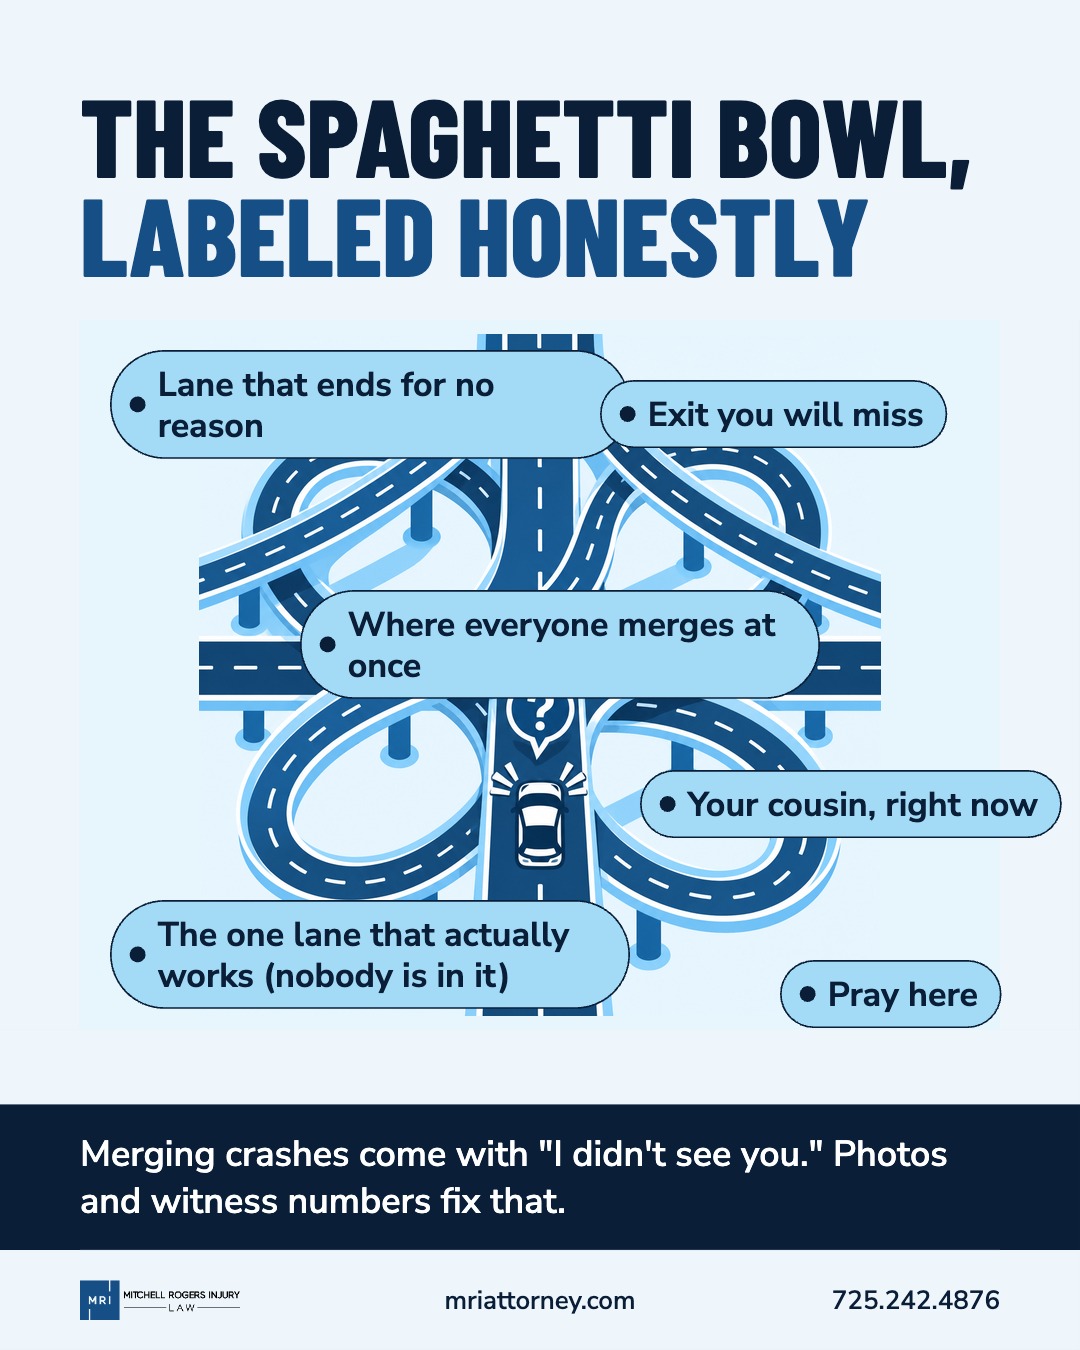 THE SPAGHETTI BOWL,
LABELED HONESTLY
Lane that ends for no
reason
Exit you will miss
Where everyone merges at
once
?
Your cousin, right now
The one lane that actually
works (nobody is in it)
Pray here
Merging crashes come with "I didn't see you." Photos
and witness numbers fix that.
MRI
MITCHELL ROGERS INJURY
LAW
mriattorney.com
725.242.4876